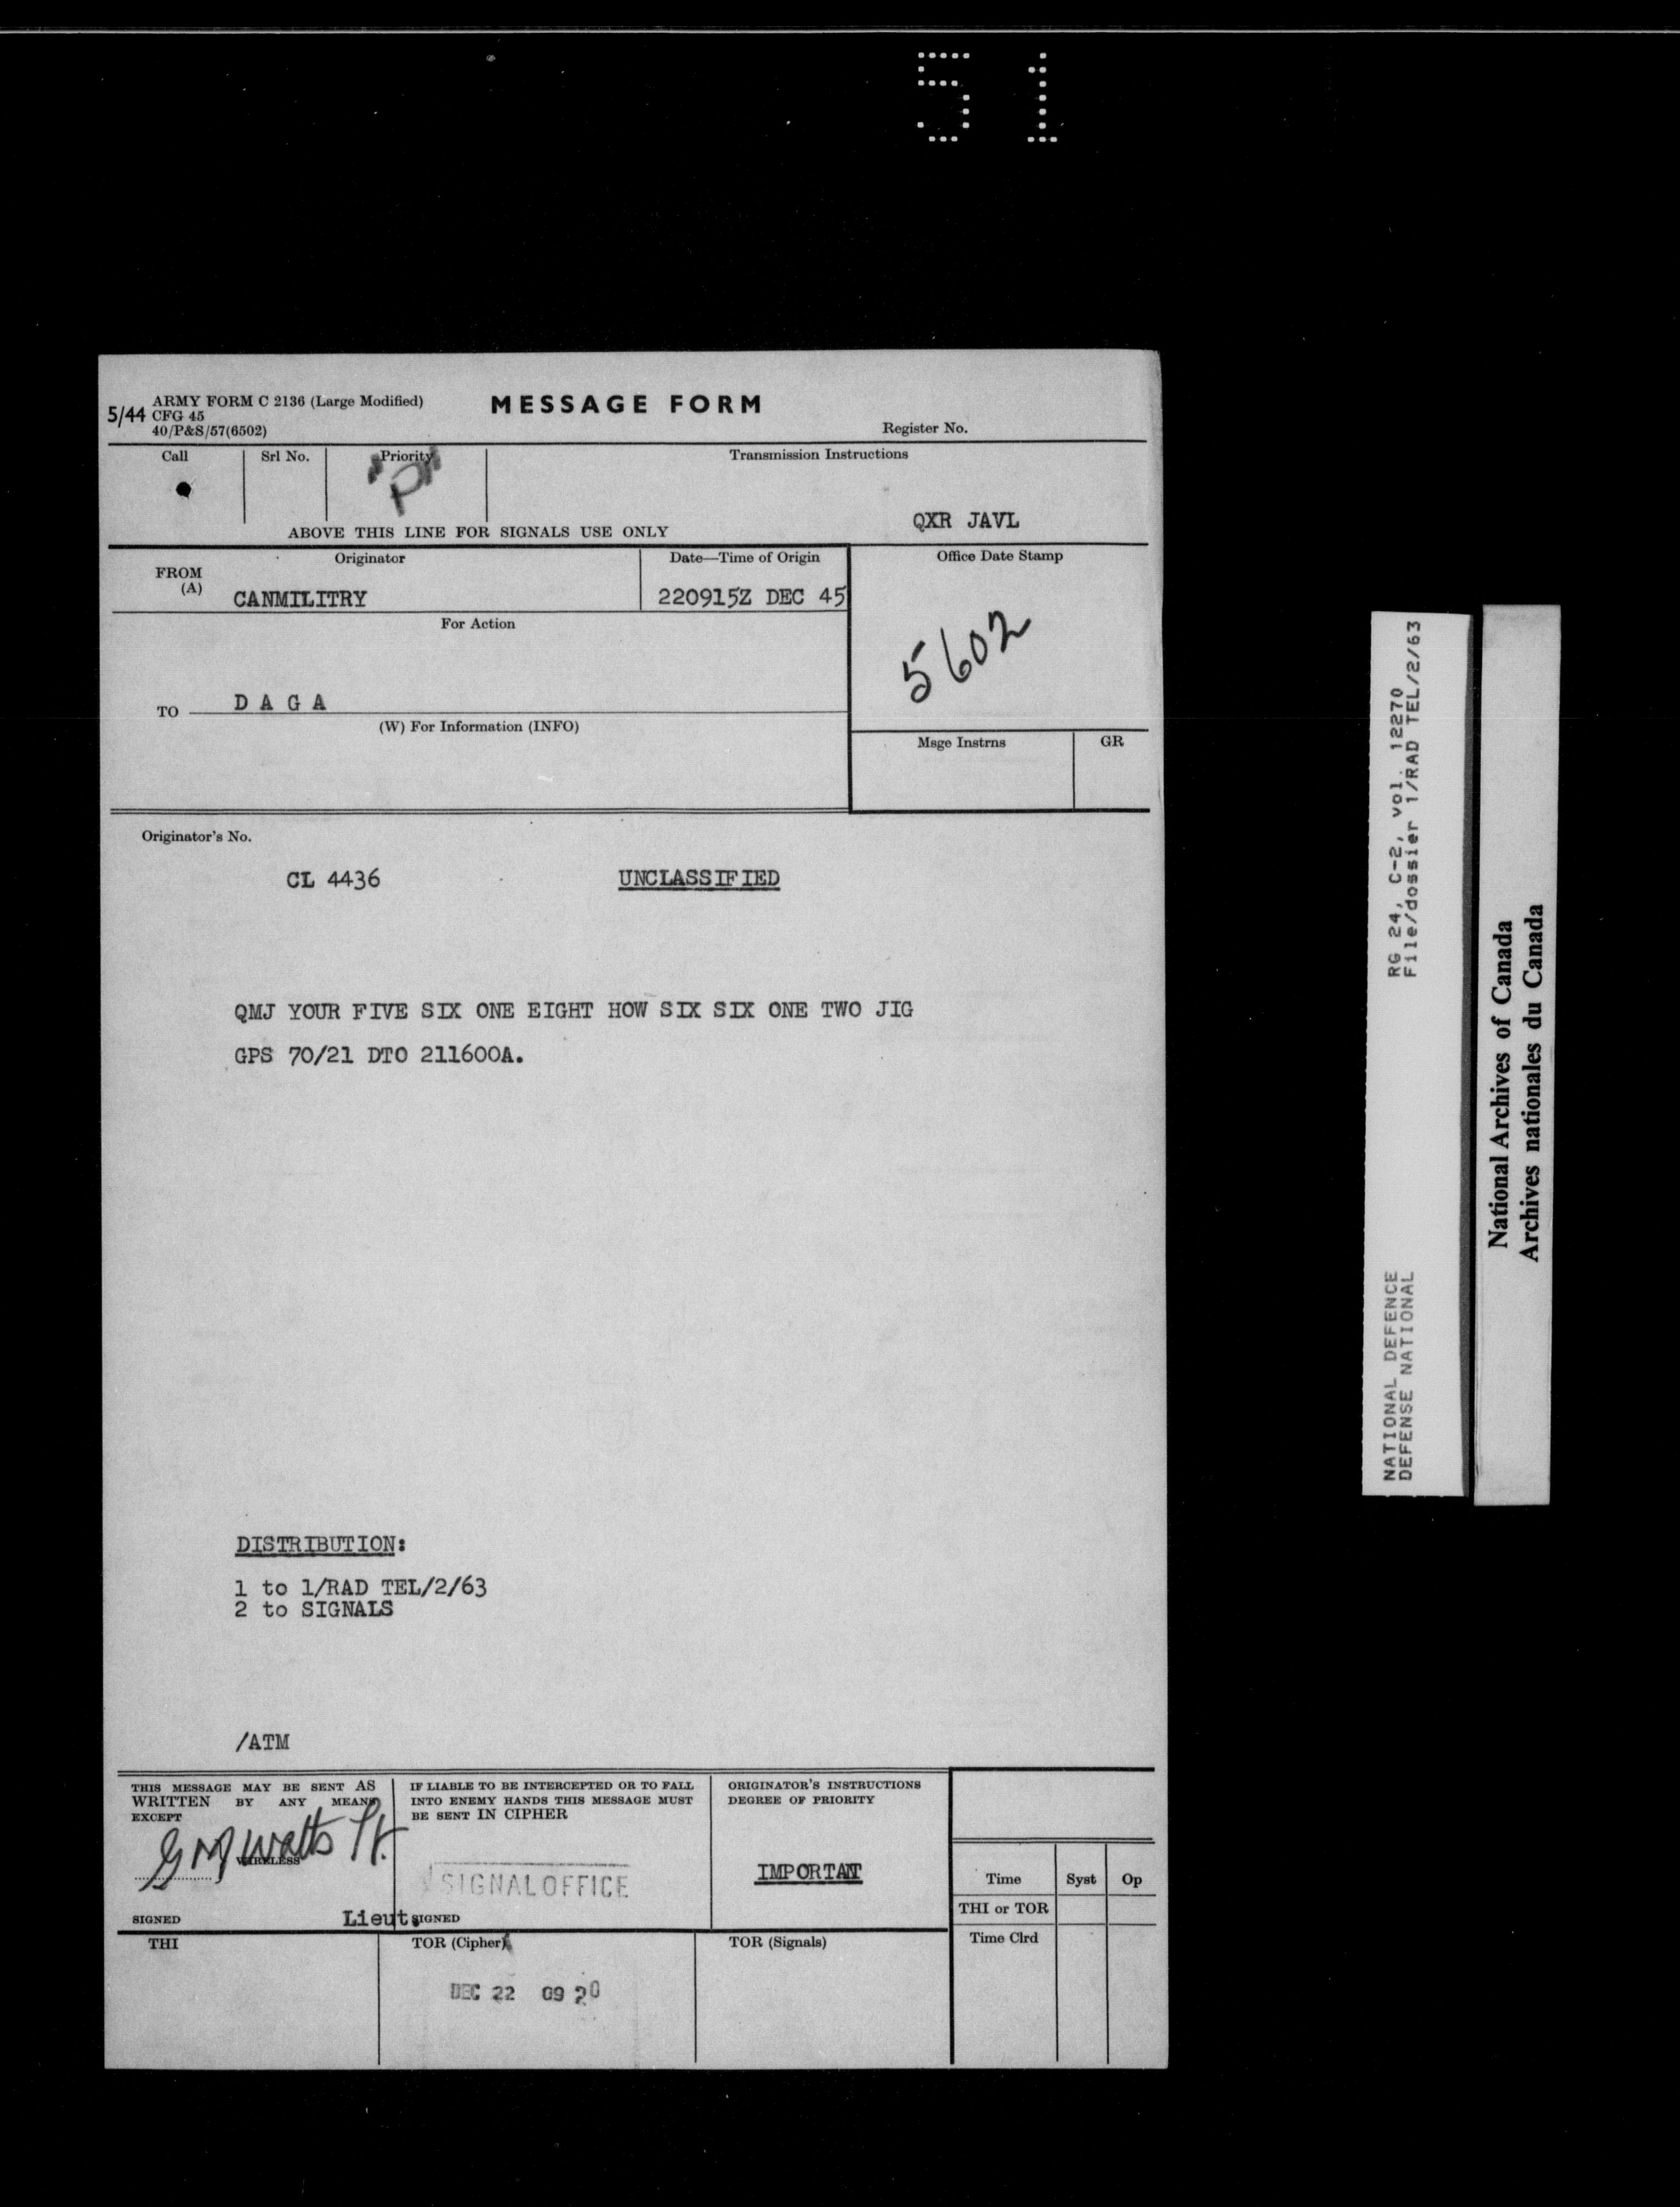 51
ARMY FORM C 2136 (Large Modified)
5/44 CFG 45
40/P&S/57(6502)
MESSAGE FORM
Register No.
Call
Srl No.
Priority
"P"
Transmission Instructions
QXR JAVL
ABOVE THIS LINE FOR SIGNALS USE ONLY
FROM
(A)
Originator
CANMILITRY
Date—Time of Origin
220915Z DEC 45
Office Date Stamp
5602
For Action
TO D A G A
(W) For Information (INFO)
Msge Instrns
GR
Originator's No.
CL 4436 UNCLASSIFIED
QMJ YOUR FIVE SIX ONE EIGHT HOW SIX SIX ONE TWO JIG
GPS 70/21 DTO 211600A.
DISTRIBUTION:
1 to 1/RAD TEL/2/63
2 to SIGNALS
/ATM
THIS MESSAGE MAY BE SENT AS
WRITTEN BY ANY MEANS
EXCEPT
WIRELESS
Watts Lt.
SIGNED Lieut.
IF LIABLE TO BE INTERCEPTED OR TO FALL
INTO ENEMY HANDS THIS MESSAGE MUST
BE SENT IN CIPHER
SIGNAL OFFICE
SIGNED
ORIGINATOR'S INSTRUCTIONS
DEGREE OF PRIORITY
IMPORTANT
Time
Syst
Op
THI or TOR
Time Clrd
THI
TOR (Cipher)
DEC 22 09 20
TOR (Signals)
RG 24, C-2, vol. 12270
File/dossier 1/RAD TEL/2/63
NATIONAL DEFENCE
DEFENSE NATIONAL
National Archives of Canada
Archives nationales du Canada